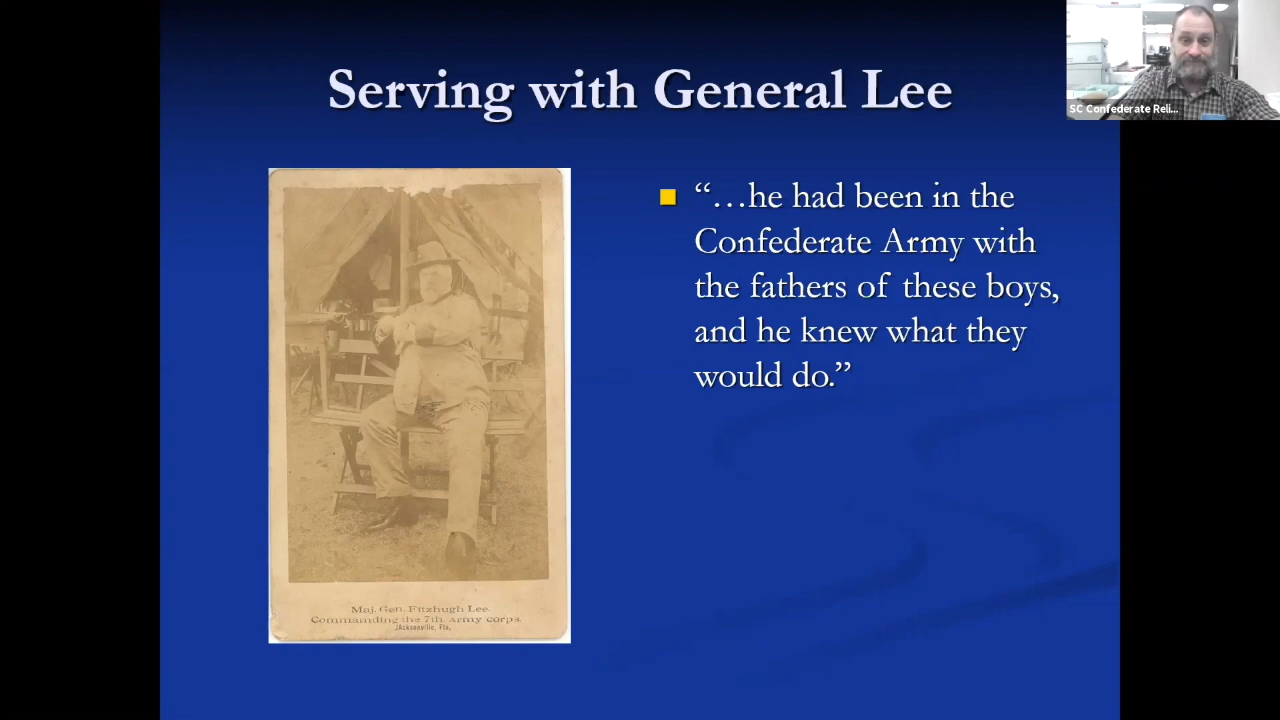 Serving with General Lee
SC Confederate Reli...
“…he had been in the
Confederate Army with
the fathers of these boys,
and he knew what they
would do.”
Maj. Gen. Fitzhugh Lee.
Commamding the 7th army corps.
Jacksonville, Fla,